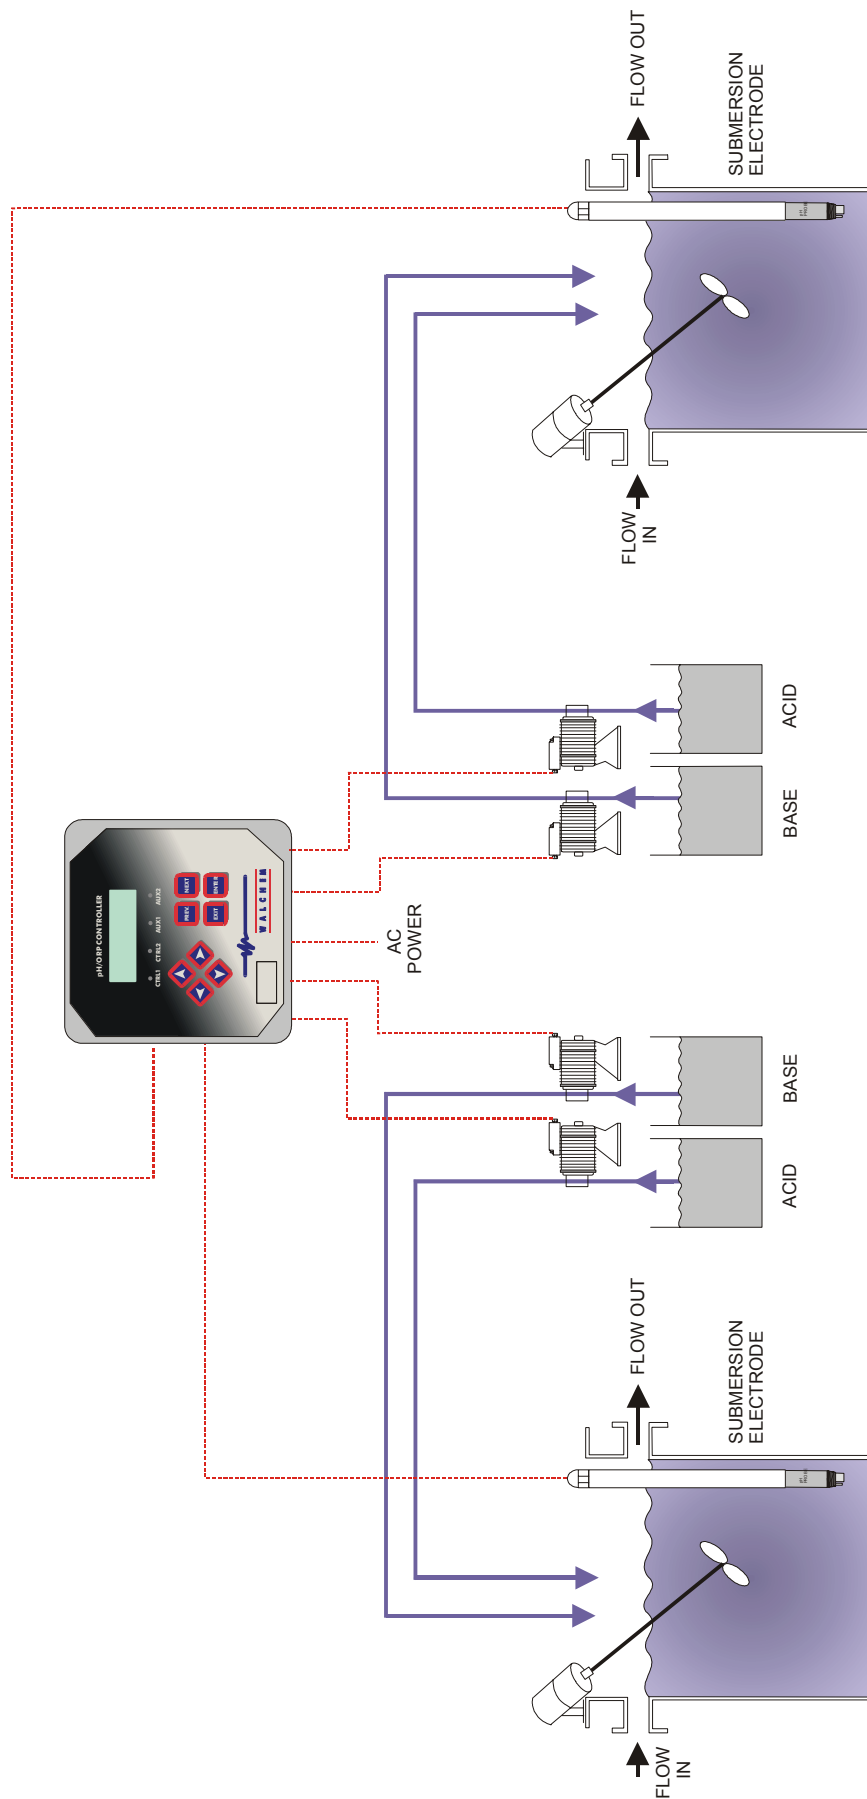 pH/ORP CONTROLLER
CTRL1 CTRL2 AUX1 AUX2
PREV NEXT
EXIT ENTER
WALCHEM
AC
POWER
FLOW
IN
FLOW OUT
SUBMERSION
ELECTRODE
ACID
BASE
BASE
ACID
FLOW
IN
FLOW OUT
SUBMERSION
ELECTRODE